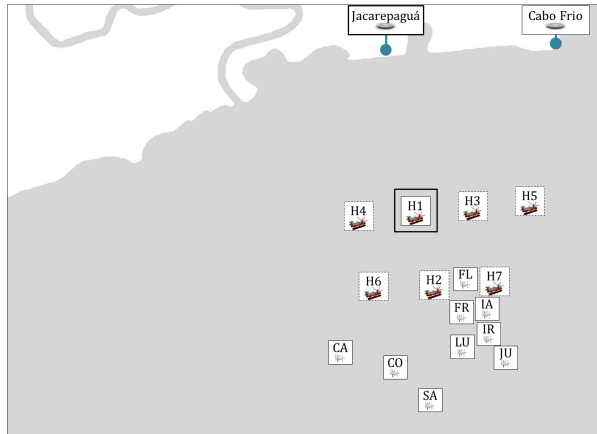 Jacarepaguá
Cabo Frio
H4
H1
H3
H5
H6
H2
FL
H7
FR
IA
IR
LU
JU
CA
CO
SA